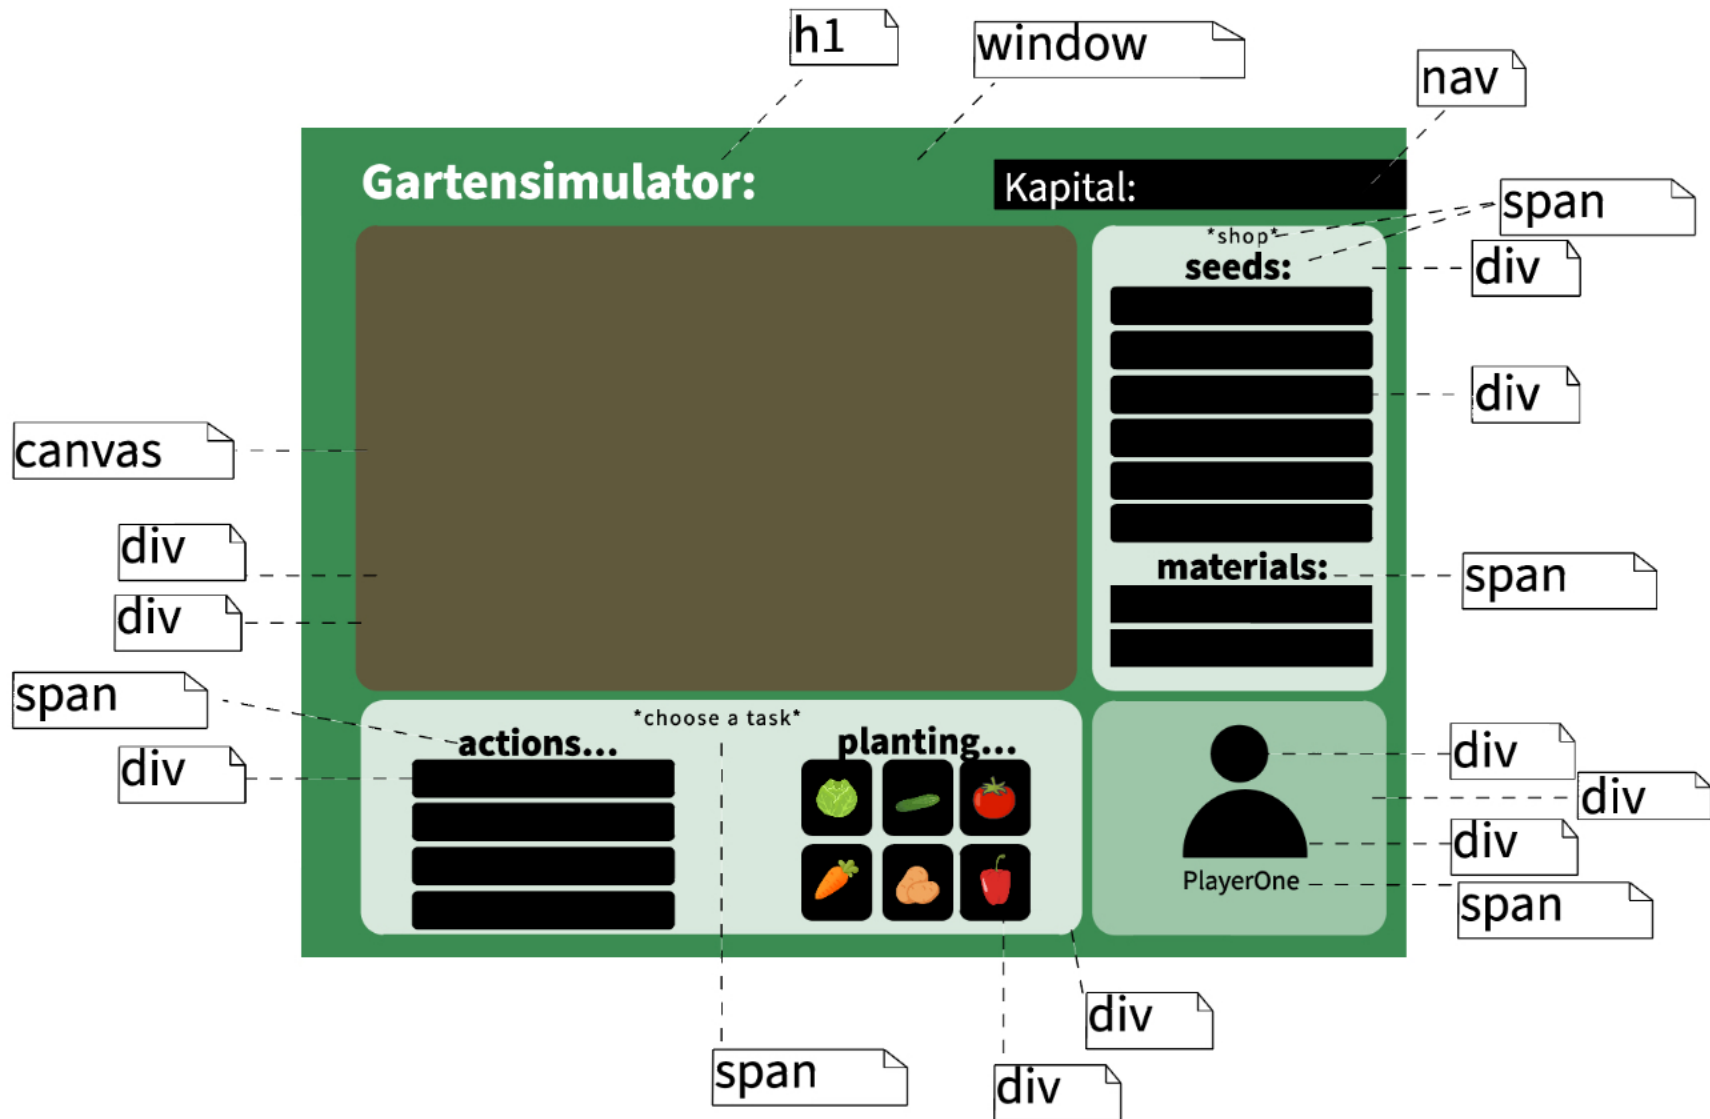 h1
window
nav
Gartensimulator:
Kapital:
span
*shop*
seeds:
div
div
canvas
div
div
materials:
span
span
*choose a task*
actions...
planting...
div
div
div
div
PlayerOne
span
div
span
div